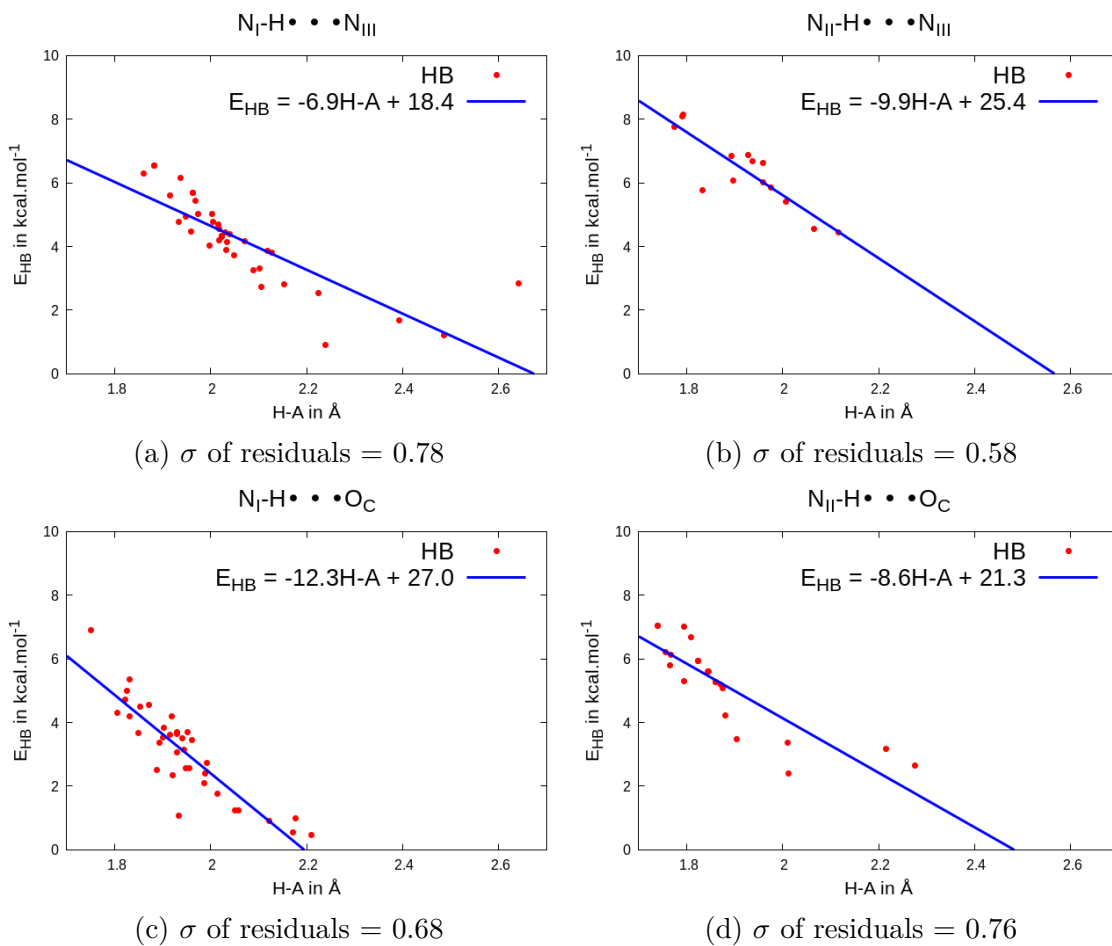 N_I-H • • • N_III
10
8
6
4
2
0
E_HB in kcal.mol^-1
HB
E_HB = -6.9H-A + 18.4
1.8 2 2.2 2.4 2.6
H-A in Å
(a) σ of residuals = 0.78
N_II-H • • • N_III
10
8
6
4
2
0
E_HB in kcal.mol^-1
HB
E_HB = -9.9H-A + 25.4
1.8 2 2.2 2.4 2.6
H-A in Å
(b) σ of residuals = 0.58
N_I-H • • • O_C
10
8
6
4
2
0
E_HB in kcal.mol^-1
HB
E_HB = -12.3H-A + 27.0
1.8 2 2.2 2.4 2.6
H-A in Å
(c) σ of residuals = 0.68
N_II-H • • • O_C
10
8
6
4
2
0
E_HB in kcal.mol^-1
HB
E_HB = -8.6H-A + 21.3
1.8 2 2.2 2.4 2.6
H-A in Å
(d) σ of residuals = 0.76